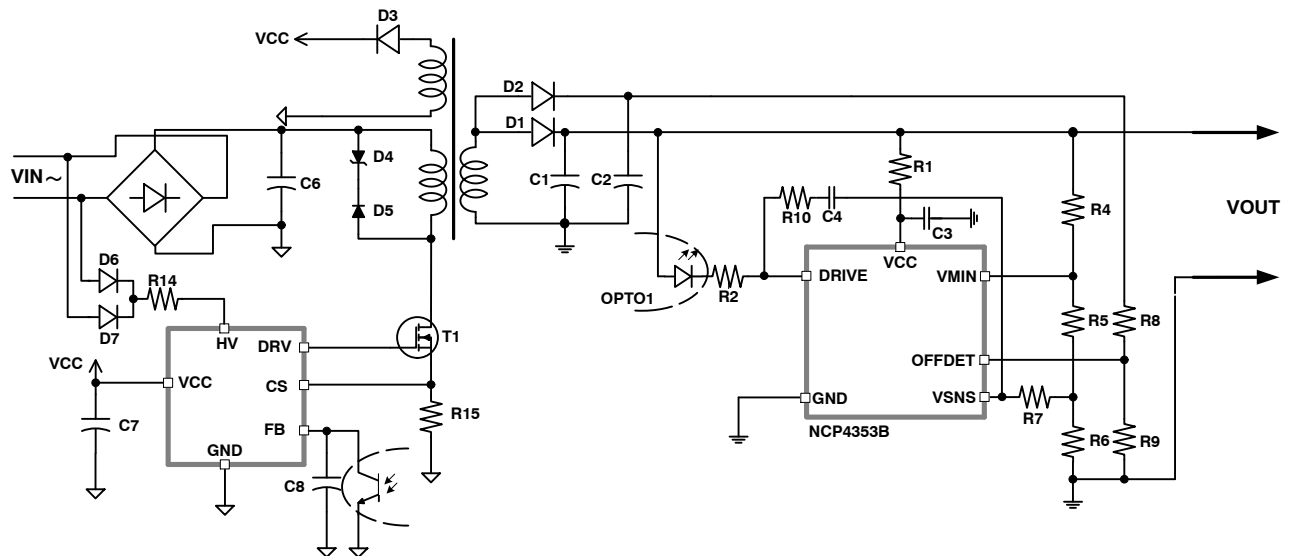 D3
VCC
D2
D1
VIN ~
C6
D4
D5
C1
C2
R1
R4
VOUT
R10
C4
C3
VCC
DRIVE
VMIN
OPTO1
R2
D6
R14
D7
HV
DRV
T1
R5
R8
VCC
VCC
CS
OFFDET
C7
FB
R15
GND
VSNS
R7
NCP4353B
GND
R6
R9
C8